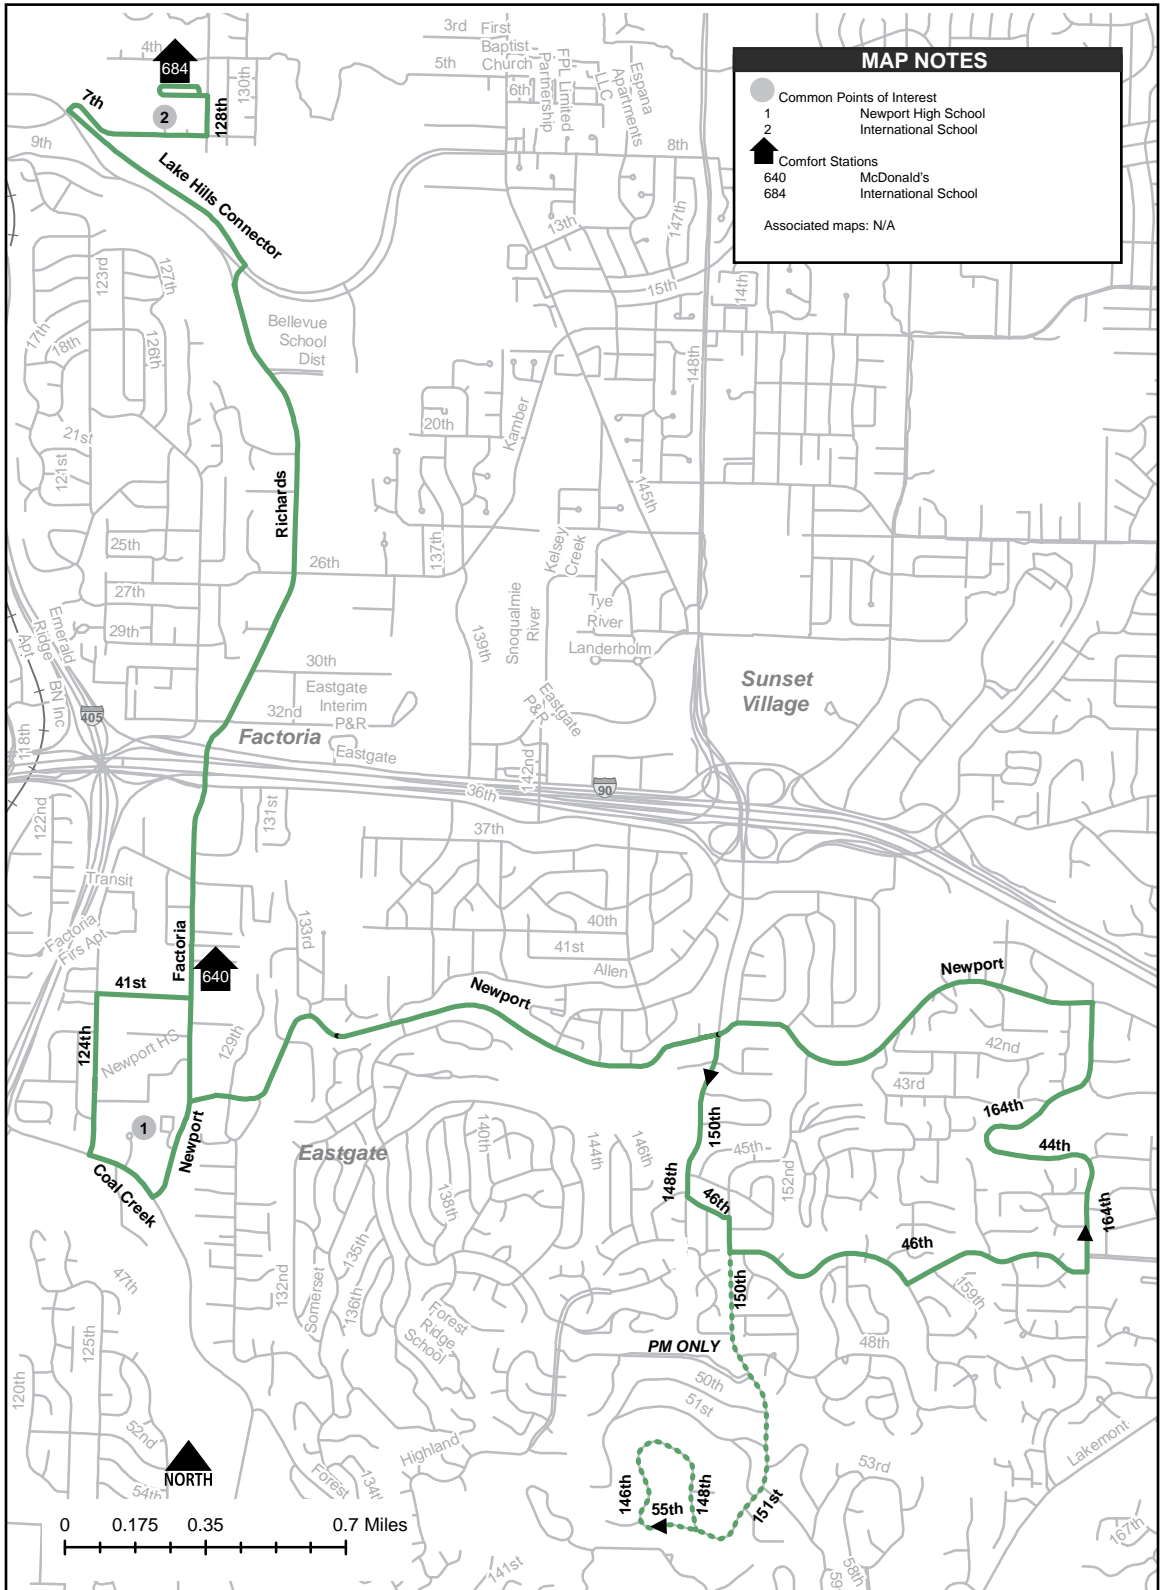 MAP NOTES
Common Points of Interest
1 Newport High School
2 International School
Comfort Stations
640 McDonald's
684 International School
Associated maps: N/A
3rd
First
Baptist
Church
4th
684
5th
6th
FPL Limited
Partnership
LLC
Espana
Apartments
130th
7th
2
128th
9th
8th
Lake Hills Connector
147th
13th
15th
14th
123rd
127th
17th
18th
126th
Bellevue
School
Dist
148th
20th
Kamber
21st
121st
Richards
145th
25th
26th
137th
Kelsey
Creek
27th
29th
Emerald
Ridge
Apt
BN Inc
Snoqualmie
River
Tye
River
139th
Landerholm
30th
Eastgate
Interim
P&R
32nd
Eastgate
P&R
Sunset
Village
405
118th
Factoria
Eastgate
142nd
36th
90
122nd
131st
37th
Transit
Factoria
Firs Apt
Factoria
133rd
40th
41st
Allen
640
41st
Newport
Newport
124th
Newport HS
129th
42nd
43rd
164th
1
Newport
150th
45th
44th
Eastgate
140th
144th
146th
148th
152nd
Coal Creek
138th
46th
164th
46th
135th
136th
Somerset
132nd
47th
150th
159th
Forest
Ridge
School
PM ONLY
48th
125th
120th
50th
51st
52nd
Highland
Lakemont
NORTH
54th
Forest
134th
53rd
146th
55th
148th
151st
0 0.175 0.35 0.7 Miles
141st
58th
59th
167th